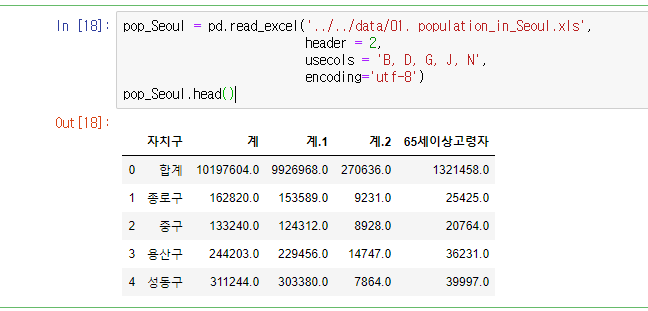 In [18]: pop_Seoul = pd.read_excel('../../data/01. population_in_Seoul.xls',
header = 2,
usecols = 'B, D, G, J, N',
encoding='utf-8')
pop_Seoul.head()
Out[18]:
자치구 계 계.1 계.2 65세이상고령자
0 합계 10197604.0 9926968.0 270636.0 1321458.0
1 종로구 162820.0 153589.0 9231.0 25425.0
2 중구 133240.0 124312.0 8928.0 20764.0
3 용산구 244203.0 229456.0 14747.0 36231.0
4 성동구 311244.0 303380.0 7864.0 39997.0